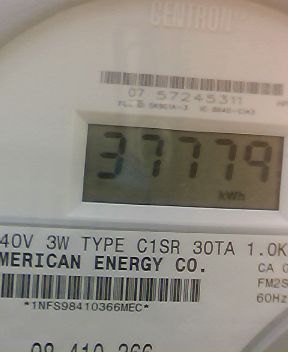 CENTRON
07 57245311
37779
kWh
40V 3W TYPE C1SR 30TA 1.0K
MERICAN ENERGY CO.
CA 0
FM2S
60Hz
*1NFS98410366MEC*
98 410 366